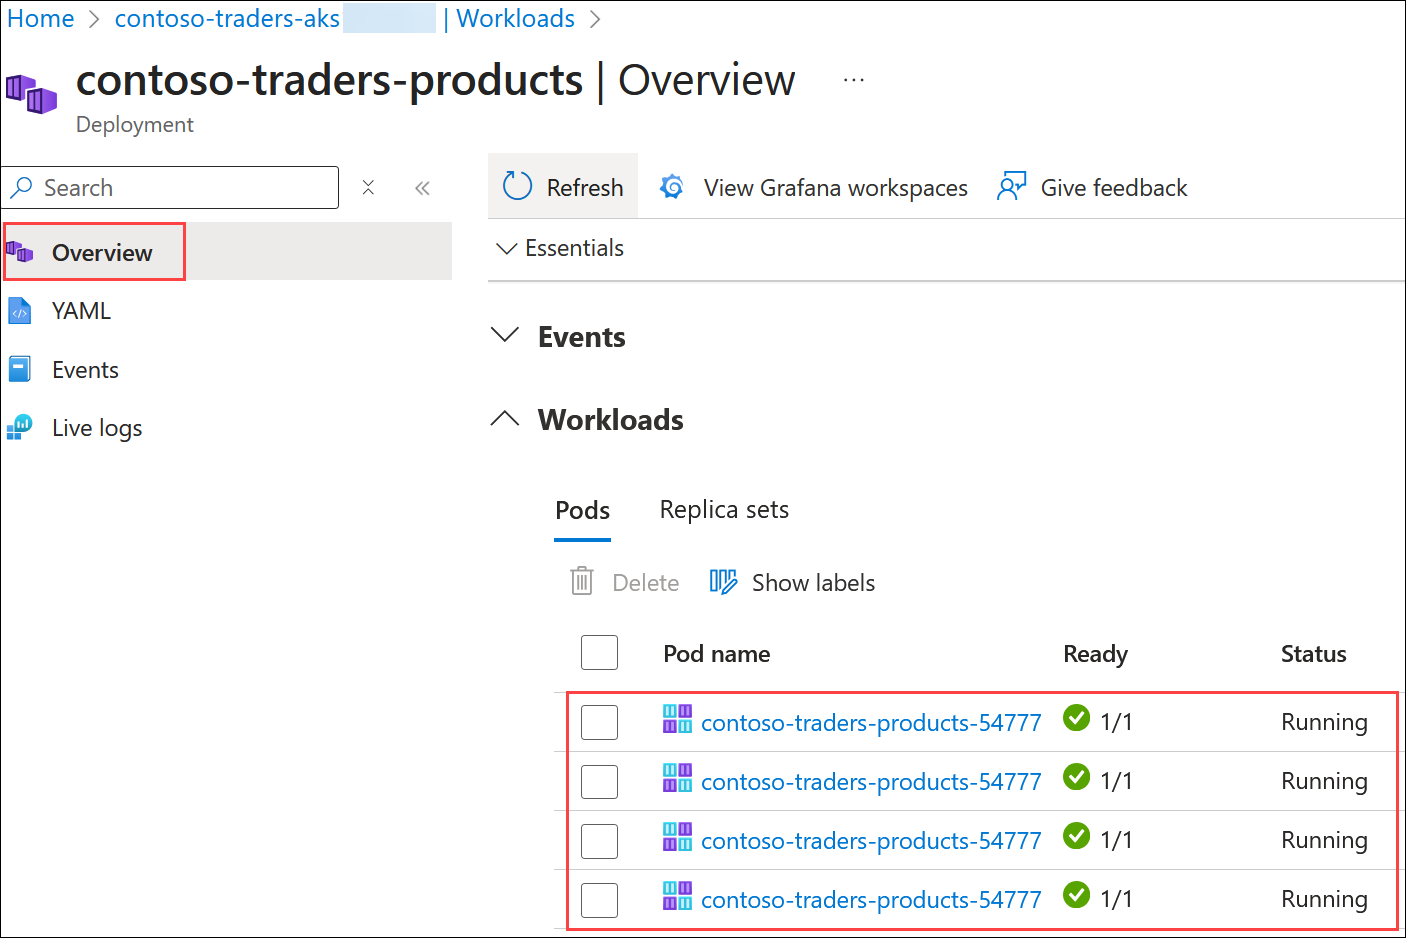 Home > contoso-traders-aks | Workloads >
contoso-traders-products | Overview ...
Deployment
Search
Refresh
View Grafana workspaces
Give feedback
Overview
YAML
Events
Live logs
Essentials
Events
Workloads
Pods Replica sets
Delete Show labels
Pod name Ready Status
contoso-traders-products-54777 1/1 Running
contoso-traders-products-54777 1/1 Running
contoso-traders-products-54777 1/1 Running
contoso-traders-products-54777 1/1 Running